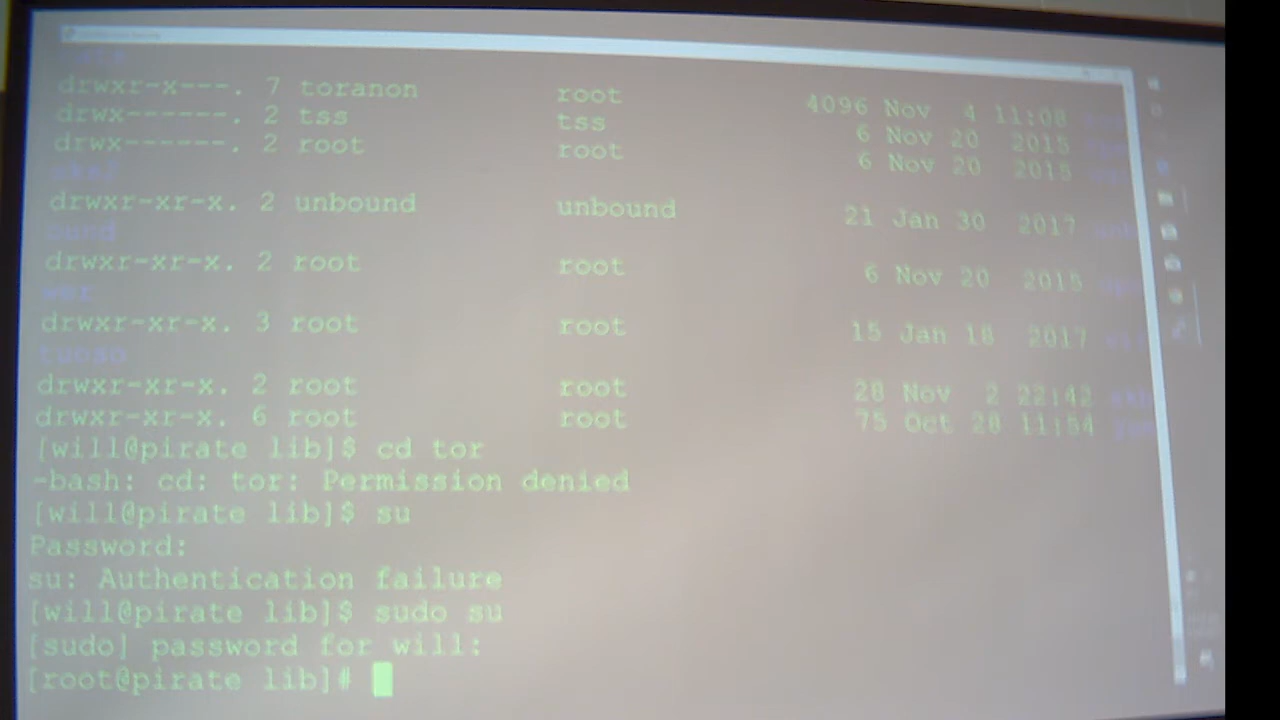 drwxr-x---. 7 toranon root 4096 Nov 4 11:08
drwx------. 2 tss tss 6 Nov 20 2015
drwx------. 2 root root 6 Nov 20 2015
drwxr-xr-x. 2 unbound unbound 21 Jan 30 2017
ound
drwxr-xr-x. 2 root root 6 Nov 20 2015
wer
drwxr-xr-x. 3 root root 15 Jan 18 2017
tuoso
drwxr-xr-x. 2 root root 28 Nov 2 22:42
drwxr-xr-x. 6 root root 75 Oct 28 11:54
[will@pirate lib]$ cd tor
-bash: cd: tor: Permission denied
[will@pirate lib]$ su
Password:
su: Authentication failure
[will@pirate lib]$ sudo su
[sudo] password for will:
[root@pirate lib]#